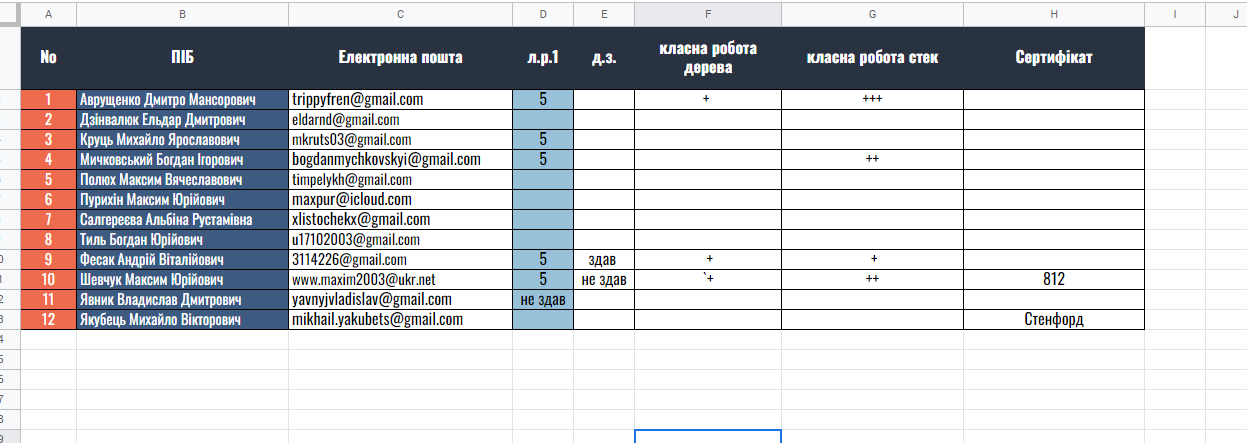 A B C D E F G H I J
No ПІБ Електронна пошта л.р.1 д.з. класна робота дерева класна робота стек Сертифікат
1 Аврущенко Дмитро Мансорович trippyfren@gmail.com 5 + +++
2 Дзінвалюк Ельдар Дмитрович eldarnd@gmail.com
3 Круць Михайло Ярославович mkruts03@gmail.com 5
4 Мичковський Богдан Ігорович bogdanmychkovskyi@gmail.com 5 ++
5 Полюх Максим Вячеславович timpelykh@gmail.com
6 Пурихін Максим Юрійович maxpur@icloud.com
7 Салгереєва Альбіна Рустамівна xlistochekx@gmail.com
8 Тиль Богдан Юрійович u17102003@gmail.com
9 Фесак Андрій Віталійович 3114226@gmail.com 5 здав + +
10 Шевчук Максим Юрійович www.maxim2003@ukr.net 5 не здав `+ ++ 812
11 Явник Владислав Дмитрович yavnyjvladislav@gmail.com не здав
12 Якубець Михайло Вікторович mikhail.yakubets@gmail.com Стенфорд